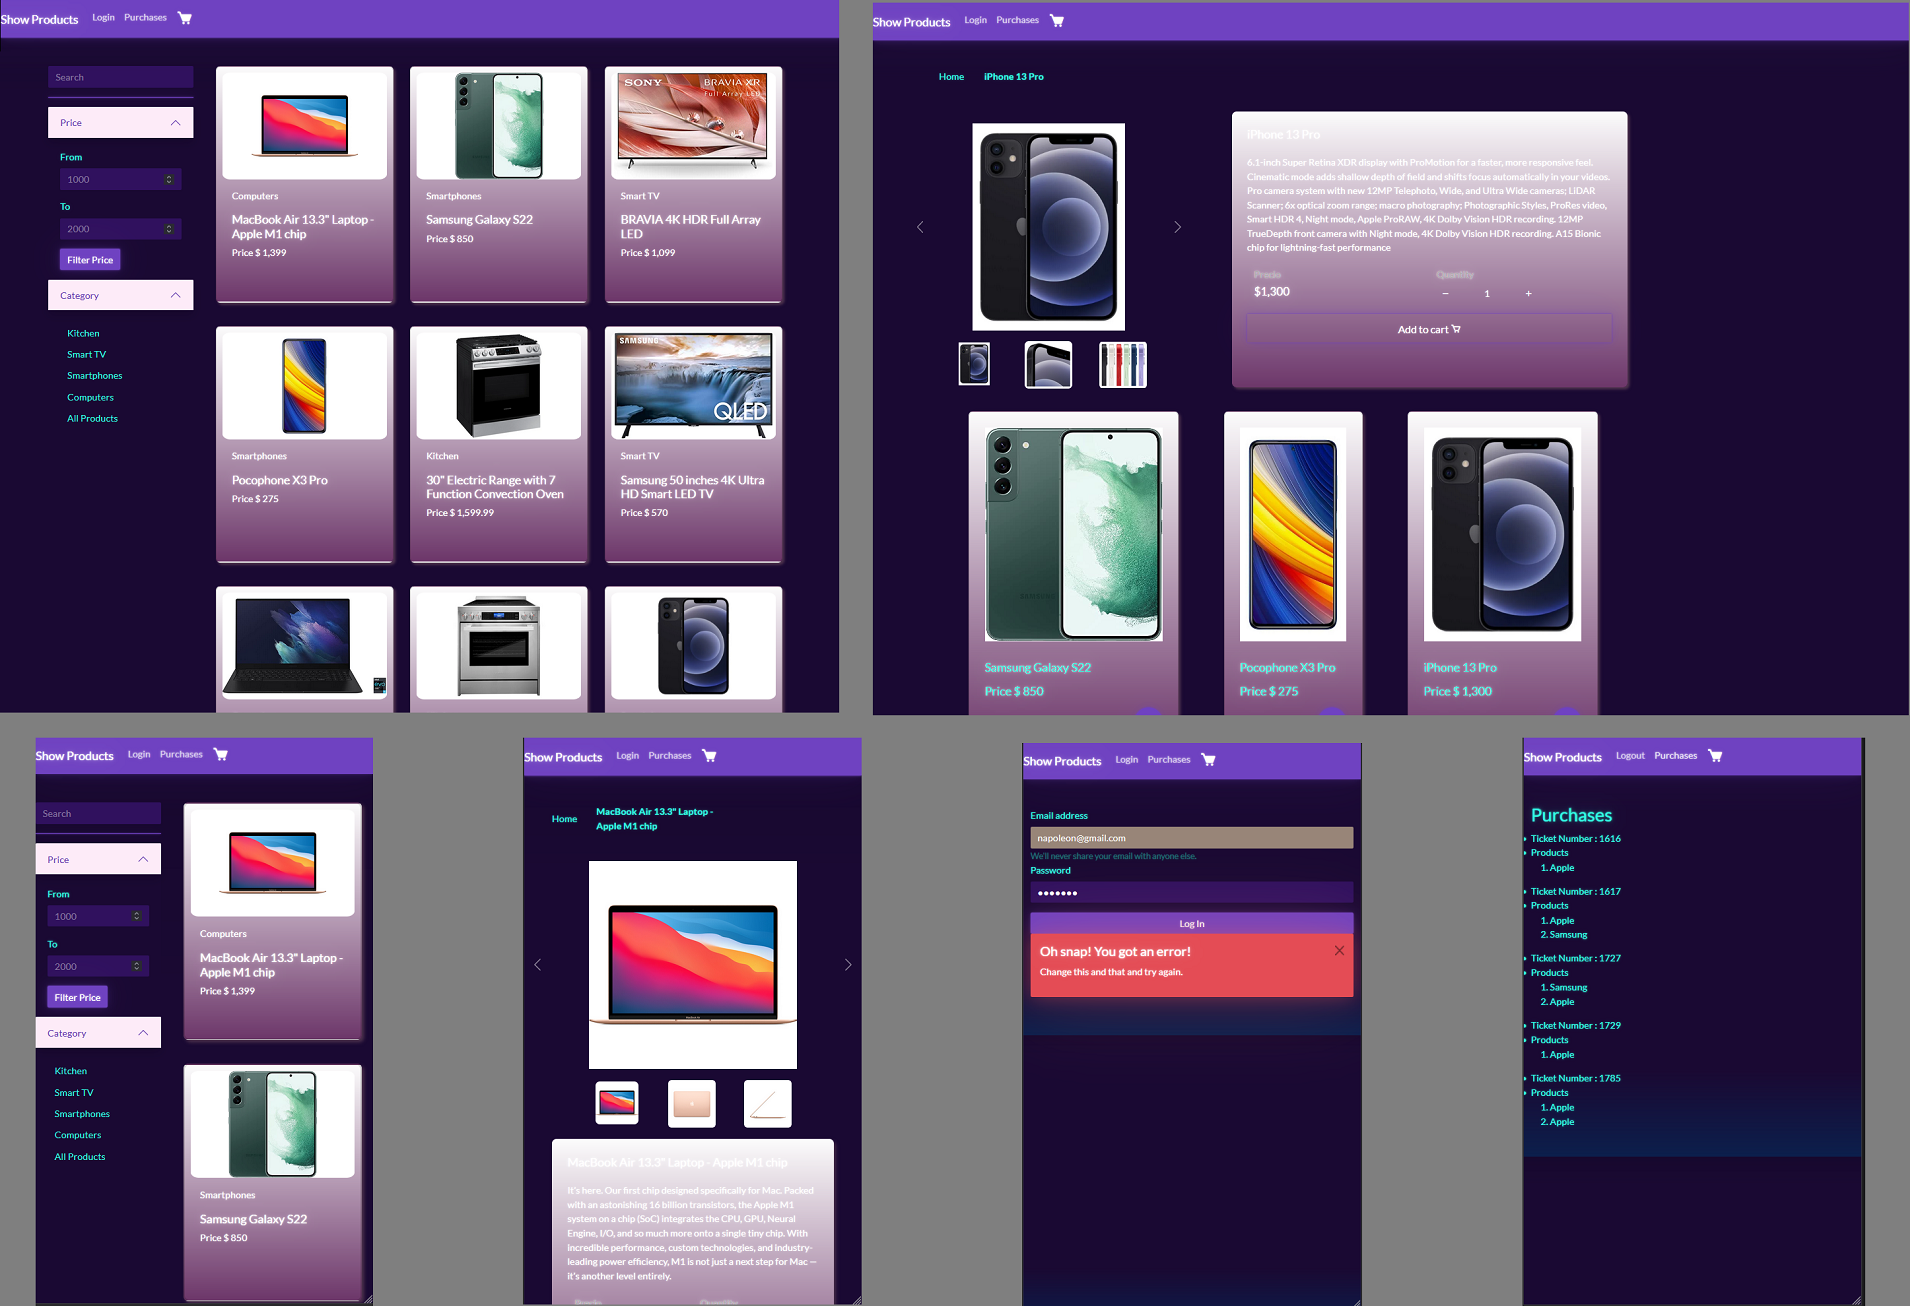 Show Products Login Purchases
Search
Price
From
1000
To
2000
Filter Price
Category
Kitchen
Smart TV
Smartphones
Computers
All Products
Computers
MacBook Air 13.3" Laptop -
Apple M1 chip
Price $ 1,399
Smartphones
Samsung Galaxy S22
Price $ 850
SONY BRAVIA XR
Full Array LED
Smart TV
BRAVIA 4K HDR Full Array
LED
Price $ 1,099
Smartphones
Pocophone X3 Pro
Price $ 275
Kitchen
30" Electric Range with 7
Function Convection Oven
Price $ 1,599.99
SAMSUNG
QLED
Smart TV
Samsung 50 inches 4K Ultra
HD Smart LED TV
Price $ 570
Show Products Login Purchases
Home iPhone 13 Pro
iPhone 13 Pro
6.1-inch Super Retina XDR display with ProMotion for a faster, more responsive feel.
Cinematic mode adds shallow depth of field and shifts focus automatically in your videos.
Pro camera system with new 12MP Telephoto, Wide, and Ultra Wide cameras; LiDAR
Scanner; 6x optical zoom range; macro photography; Photographic Styles, ProRes video,
Smart HDR 4, Night mode, Apple ProRAW, 4K Dolby Vision HDR recording. 12MP
TrueDepth front camera with Night mode, 4K Dolby Vision HDR recording. A15 Bionic
chip for lightning-fast performance
Precio Quantity
$1,300 − 1 +
Add to cart
Samsung Galaxy S22
Price $ 850
Pocophone X3 Pro
Price $ 275
iPhone 13 Pro
Price $ 1,300
Show Products Login Purchases
Search
Price
From
1000
To
2000
Filter Price
Category
Kitchen
Smart TV
Smartphones
Computers
All Products
Computers
MacBook Air 13.3" Laptop -
Apple M1 chip
Price $ 1,399
Smartphones
Samsung Galaxy S22
Price $ 850
Show Products Login Purchases
Home
MacBook Air 13.3" Laptop -
Apple M1 chip
MacBook Air 13.3" Laptop - Apple M1 chip
It's here. Our first chip designed specifically for Mac. Packed
with an astonishing 16 billion transistors, the Apple M1
system on a chip (SoC) integrates the CPU, GPU, Neural
Engine, I/O, and so much more onto a single tiny chip. With
incredible performance, custom technologies, and industry-
leading power efficiency, M1 is not just a next step for Mac —
it's another level entirely.
Precio Quantity
Show Products Login Purchases
Email address
napoleon@gmail.com
We'll never share your email with anyone else.
Password
•••••••
Log In
Oh snap! You got an error!
Change this and that and try again.
Show Products Logout Purchases
Purchases
• Ticket Number : 1616
• Products
1. Apple
• Ticket Number : 1617
• Products
1. Apple
2. Samsung
• Ticket Number : 1727
• Products
1. Samsung
2. Apple
• Ticket Number : 1729
• Products
1. Apple
• Ticket Number : 1785
• Products
1. Apple
2. Apple